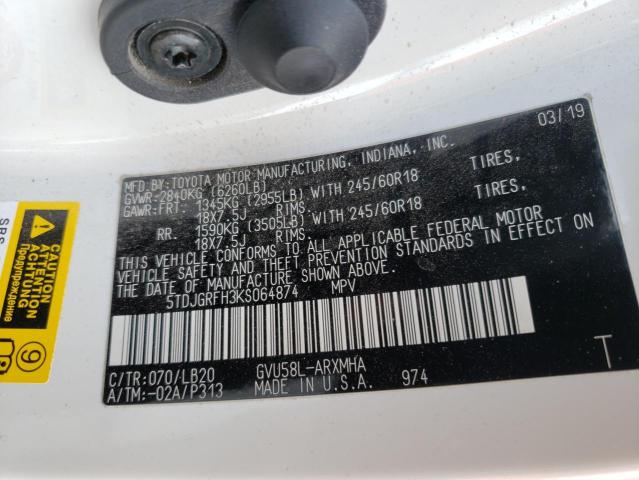 03/19
MFD.BY:TOYOTA MOTOR MANUFACTURING, INDIANA, INC.
GVWR:2840KG (6260LB)
GAWR:FRT: 1345KG (2955LB) WITH 245/60R18 TIRES,
18X7.5J RIMS,
RR. 1590KG (3505LB) WITH 245/60R18 TIRES,
18X7.5J RIMS.
THIS VEHICLE CONFORMS TO ALL APPLICABLE FEDERAL MOTOR
VEHICLE SAFETY AND THEFT PREVENTION STANDARDS IN EFFECT ON
THE DATE OF MANUFACTURE SHOWN ABOVE.
5TDJGRFH3KS064874 MPV
C/TR:070/LB20 GVU58L-ARXMHA T
A/TM:-02A/P313 MADE IN U.S.A. 974
SRS
CAUTION
ATTENTION
ACHTUNG
Предупреждение
9